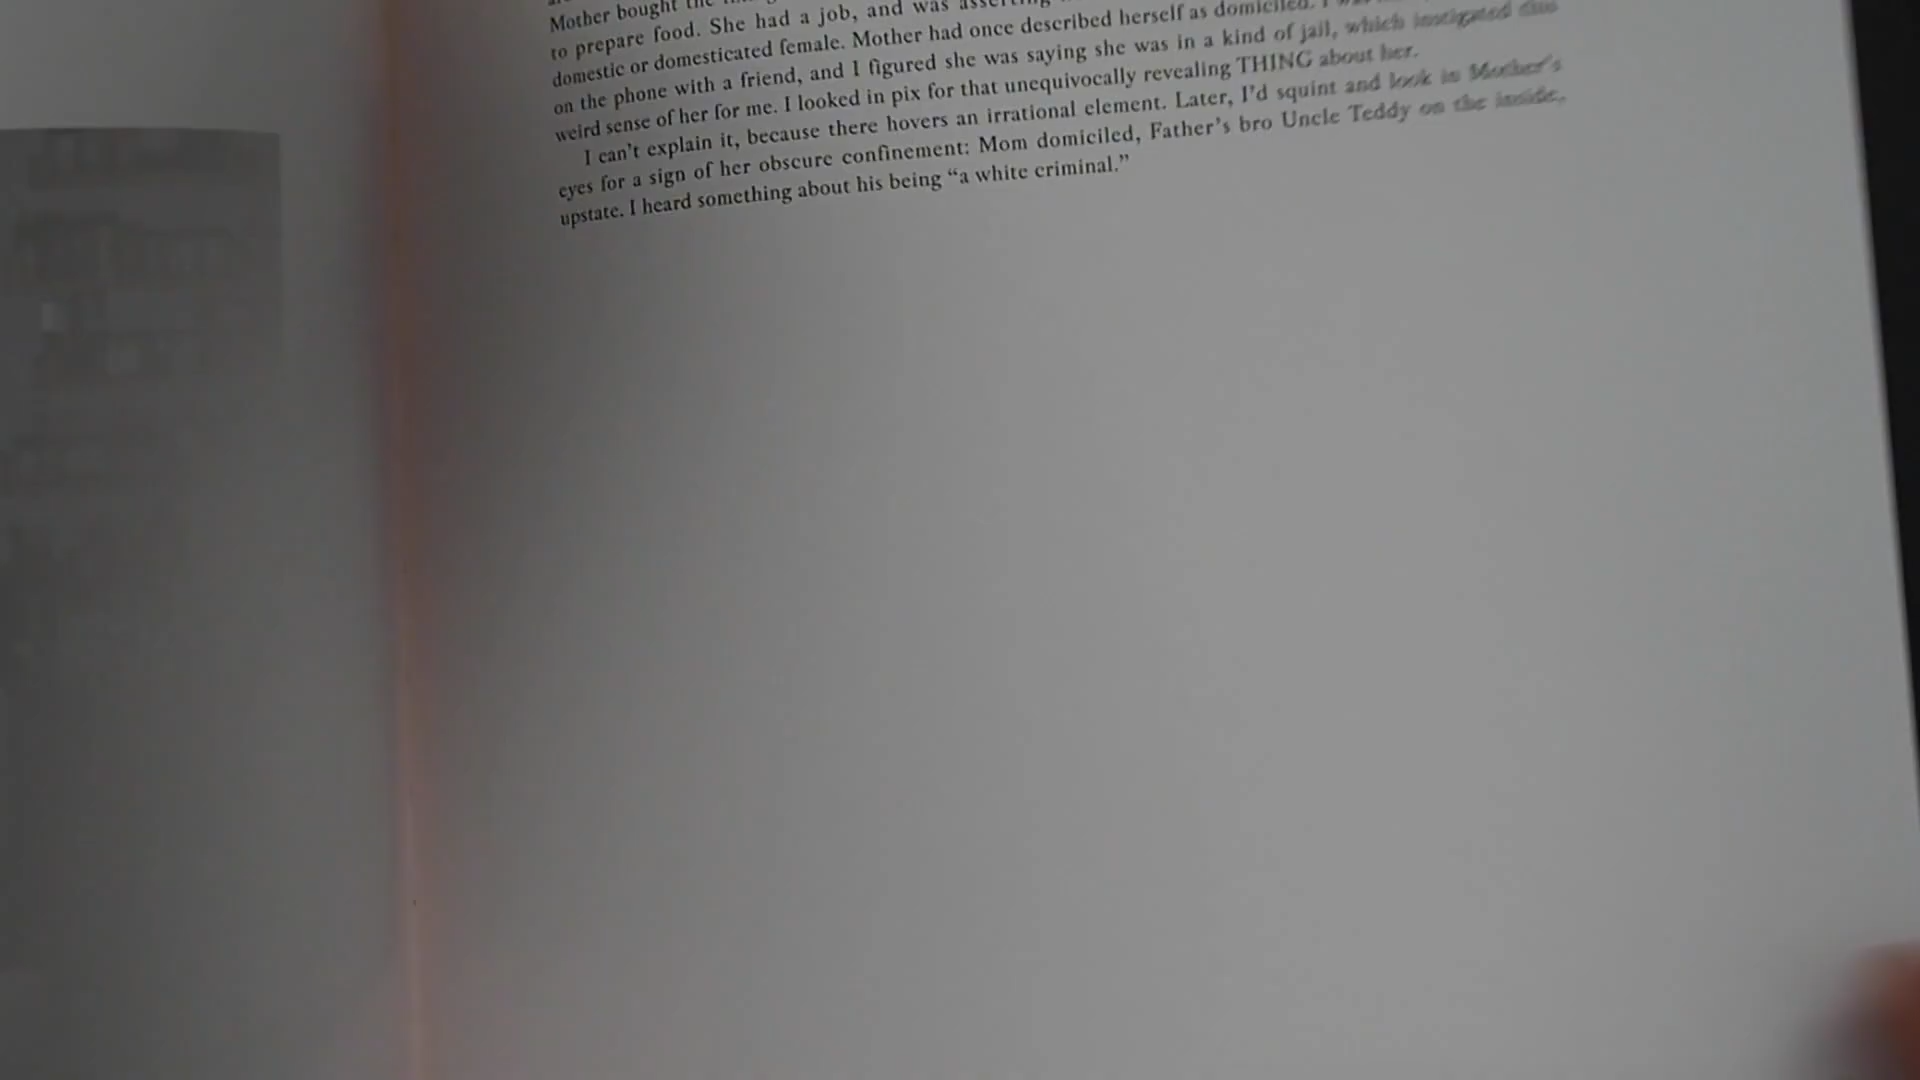 Mother bought the
to prepare food. She had a job, and was asserting
domestic or domesticated female. Mother had once described herself as domiciled. I
on the phone with a friend, and I figured she was saying she was in a kind of jail, which instigated this
weird sense of her for me. I looked in pix for that unequivocally revealing THING about her.
I can’t explain it, because there hovers an irrational element. Later, I’d squint and look in Mother’s
eyes for a sign of her obscure confinement: Mom domiciled, Father’s bro Uncle Teddy on the inside,
upstate. I heard something about his being “a white criminal.”